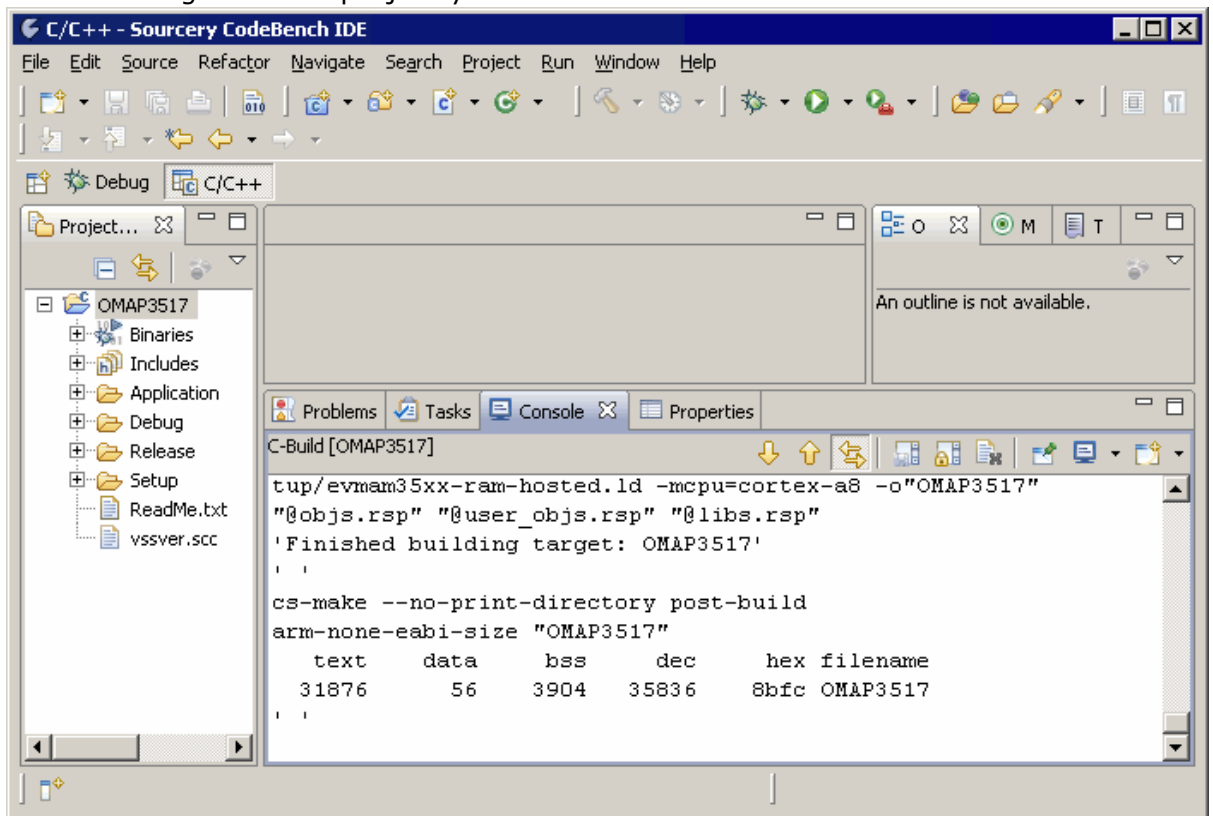 C/C++ - Sourcery CodeBench IDE
File Edit Source Refactor Navigate Search Project Run Window Help
Debug C/C++
Project... O M T
An outline is not available.
OMAP3517
Binaries
Includes
Application
Debug
Release
Setup
ReadMe.txt
vssver.scc
Problems Tasks Console Properties
C-Build [OMAP3517]
tup/evmam35xx-ram-hosted.ld -mcpu=cortex-a8 -o"OMAP3517"
"@objs.rsp" "@user_objs.rsp" "@libs.rsp"
'Finished building target: OMAP3517'
' '
cs-make --no-print-directory post-build
arm-none-eabi-size "OMAP3517"
text data bss dec hex filename
31876 56 3904 35836 8bfc OMAP3517
' '